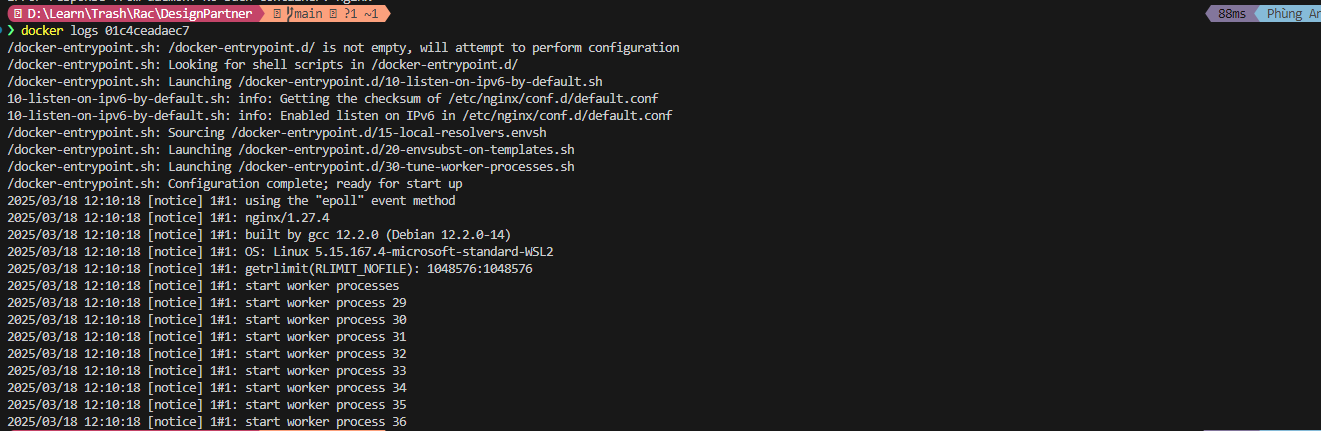 D:\Learn\Trash\Rac\DesignPartner main ?1 ~1 88ms Phùng An
❯ docker logs 01c4ceadaec7
/docker-entrypoint.sh: /docker-entrypoint.d/ is not empty, will attempt to perform configuration
/docker-entrypoint.sh: Looking for shell scripts in /docker-entrypoint.d/
/docker-entrypoint.sh: Launching /docker-entrypoint.d/10-listen-on-ipv6-by-default.sh
10-listen-on-ipv6-by-default.sh: info: Getting the checksum of /etc/nginx/conf.d/default.conf
10-listen-on-ipv6-by-default.sh: info: Enabled listen on IPv6 in /etc/nginx/conf.d/default.conf
/docker-entrypoint.sh: Sourcing /docker-entrypoint.d/15-local-resolvers.envsh
/docker-entrypoint.sh: Launching /docker-entrypoint.d/20-envsubst-on-templates.sh
/docker-entrypoint.sh: Launching /docker-entrypoint.d/30-tune-worker-processes.sh
/docker-entrypoint.sh: Configuration complete; ready for start up
2025/03/18 12:10:18 [notice] 1#1: using the "epoll" event method
2025/03/18 12:10:18 [notice] 1#1: nginx/1.27.4
2025/03/18 12:10:18 [notice] 1#1: built by gcc 12.2.0 (Debian 12.2.0-14)
2025/03/18 12:10:18 [notice] 1#1: OS: Linux 5.15.167.4-microsoft-standard-WSL2
2025/03/18 12:10:18 [notice] 1#1: getrlimit(RLIMIT_NOFILE): 1048576:1048576
2025/03/18 12:10:18 [notice] 1#1: start worker processes
2025/03/18 12:10:18 [notice] 1#1: start worker process 29
2025/03/18 12:10:18 [notice] 1#1: start worker process 30
2025/03/18 12:10:18 [notice] 1#1: start worker process 31
2025/03/18 12:10:18 [notice] 1#1: start worker process 32
2025/03/18 12:10:18 [notice] 1#1: start worker process 33
2025/03/18 12:10:18 [notice] 1#1: start worker process 34
2025/03/18 12:10:18 [notice] 1#1: start worker process 35
2025/03/18 12:10:18 [notice] 1#1: start worker process 36